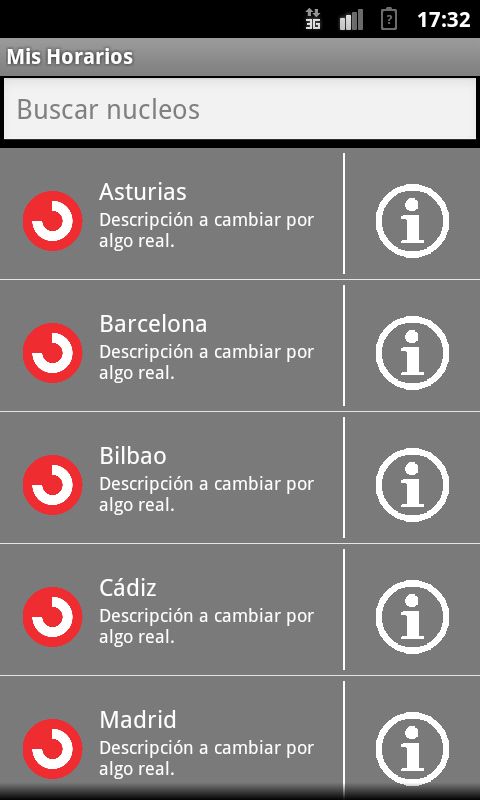 3G
17:32
Mis Horarios
Buscar nucleos
Asturias
Descripción a cambiar por
algo real.
Barcelona
Descripción a cambiar por
algo real.
Bilbao
Descripción a cambiar por
algo real.
Cádiz
Descripción a cambiar por
algo real.
Madrid
Descripción a cambiar por
algo real.